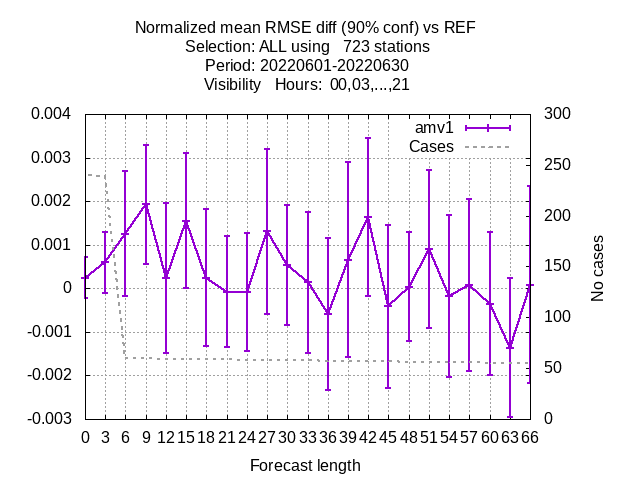 Normalized mean RMSE diff (90% conf) vs REF
Selection: ALL using   723 stations
Period: 20220601-20220630
Visibility   Hours:  00,03,...,21
amv1
Cases
0.004
0.003
0.002
0.001
0
-0.001
-0.002
-0.003
300
250
200
150
100
50
0
No cases
0 3 6 9 12 15 18 21 24 27 30 33 36 39 42 45 48 51 54 57 60 63 66
Forecast length